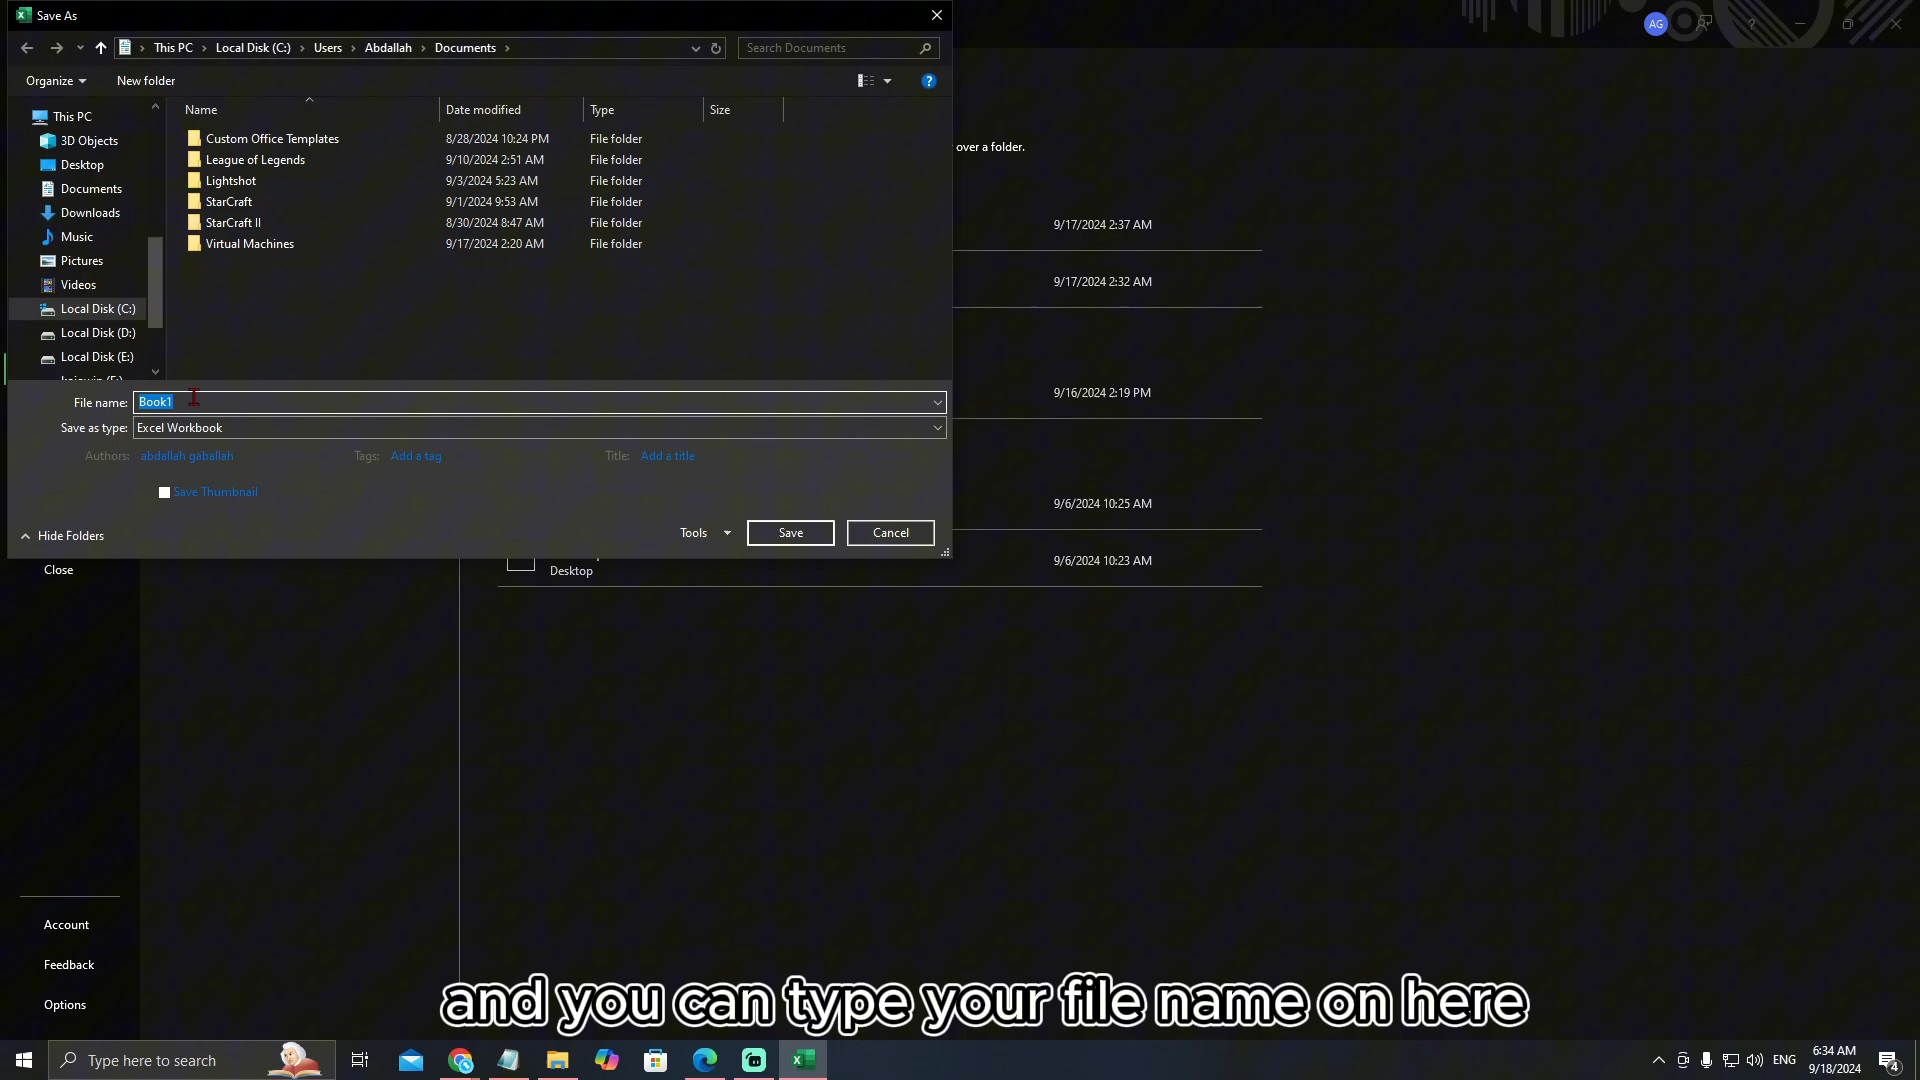 Save As
This PC > Local Disk (C:) > Users > Abdallah > Documents >
Search Documents
AG
Organize
New folder
This PC
3D Objects
Desktop
Documents
Downloads
Music
Pictures
Videos
Local Disk (C:)
Local Disk (D:)
Local Disk (E:)
Name Date modified Type Size
Custom Office Templates 8/28/2024 10:24 PM File folder
League of Legends 9/10/2024 2:51 AM File folder
Lightshot 9/3/2024 5:23 AM File folder
StarCraft 9/1/2024 9:53 AM File folder
StarCraft II 8/30/2024 8:47 AM File folder
Virtual Machines 9/17/2024 2:20 AM File folder
over a folder.
9/17/2024 2:37 AM
9/17/2024 2:32 AM
9/16/2024 2:19 PM
9/6/2024 10:25 AM
9/6/2024 10:23 AM
File name: Book1
Save as type: Excel Workbook
Authors: abdallah gaballah
Tags: Add a tag
Title: Add a title
Save Thumbnail
Hide Folders
Tools
Save
Cancel
Desktop
Close
Account
Feedback
Options
and you can type your file name on here
Type here to search
ENG
6:34 AM
9/18/2024
4